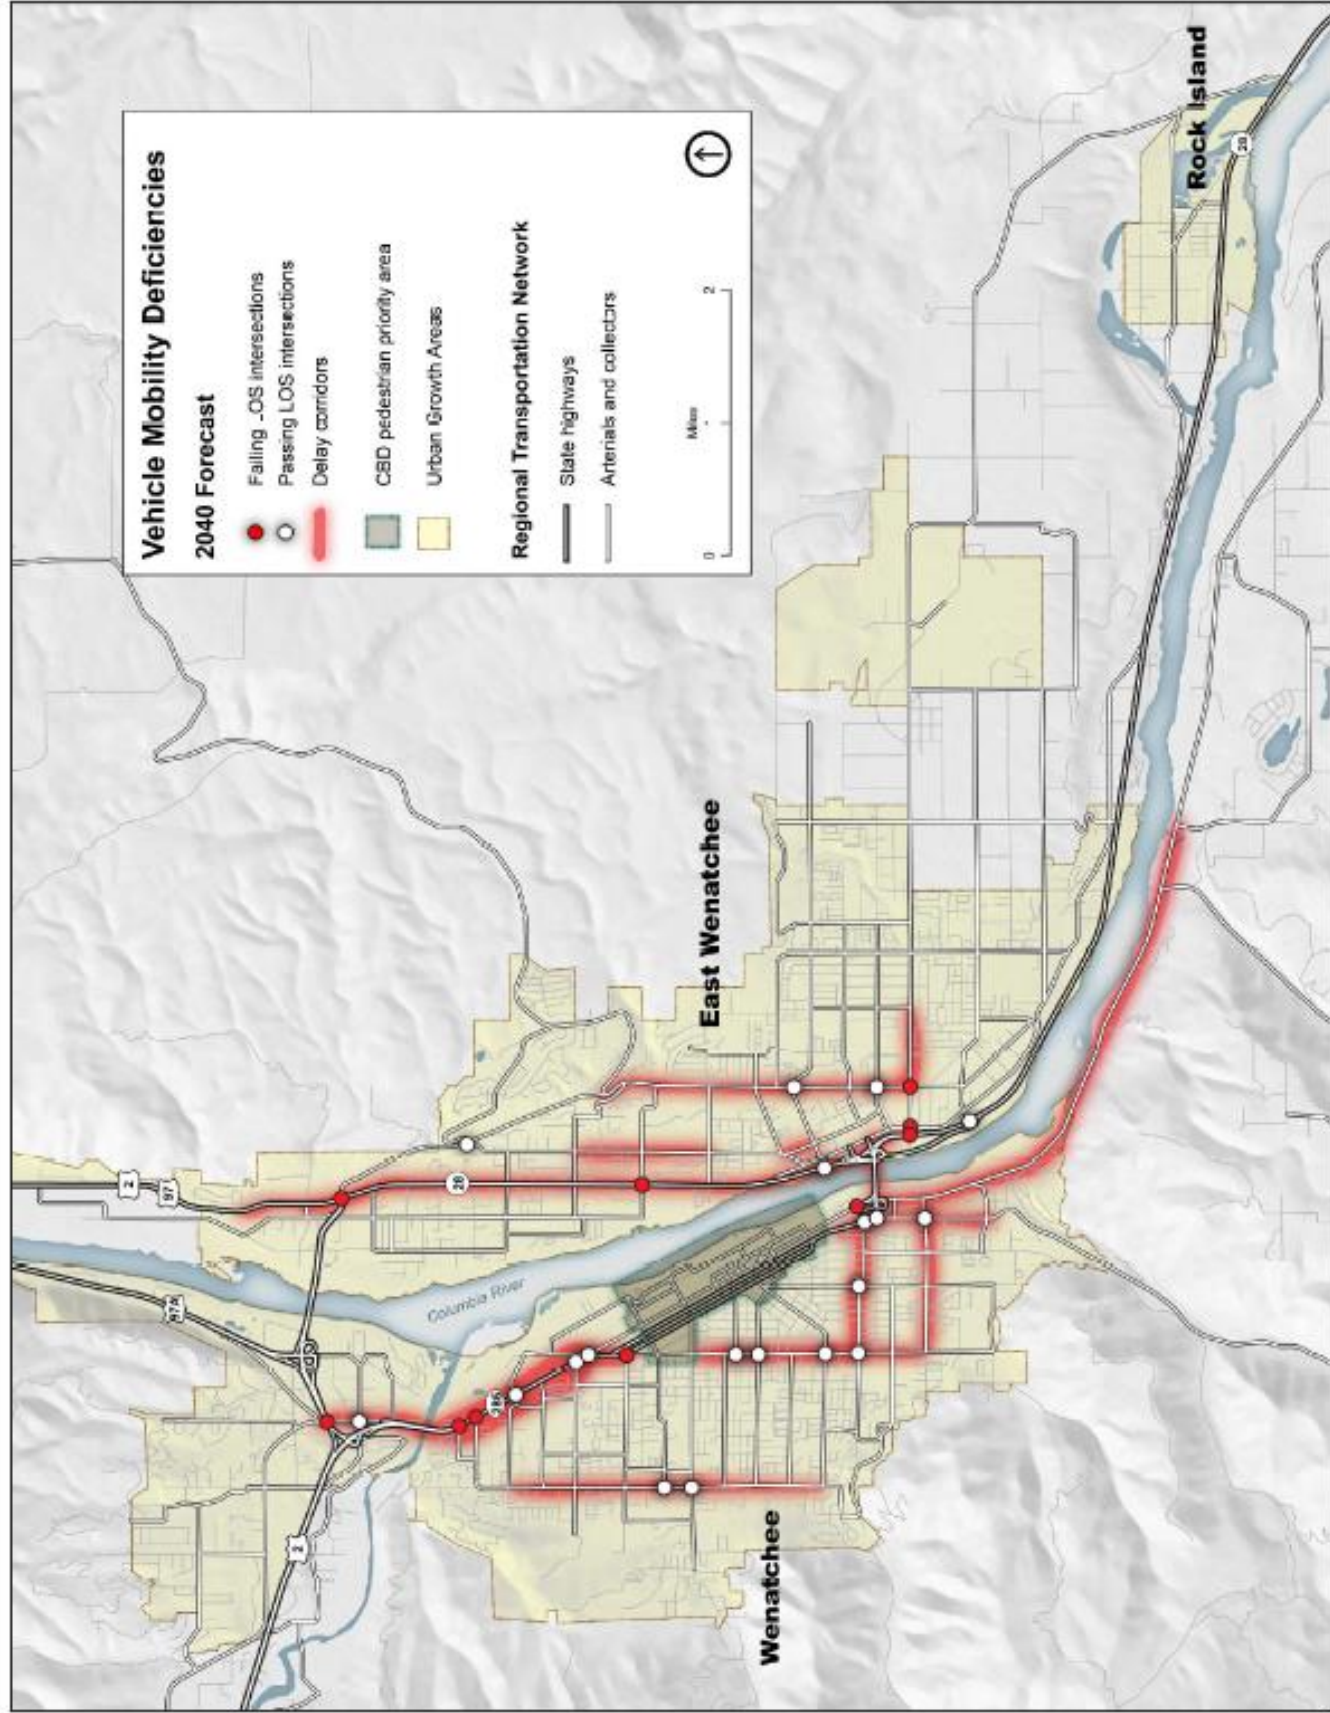 Vehicle Mobility Deficiencies
2040 Forecast
Failing LOS intersections
Passing LOS intersections
Delay corridors
CBD pedestrian priority area
Urban Growth Areas
Regional Transportation Network
State highways
Arterials and collectors
Miles
0 1 2
2
97
97A
2
28
285
Columbia River
Wenatchee
East Wenatchee
Rock Island
28